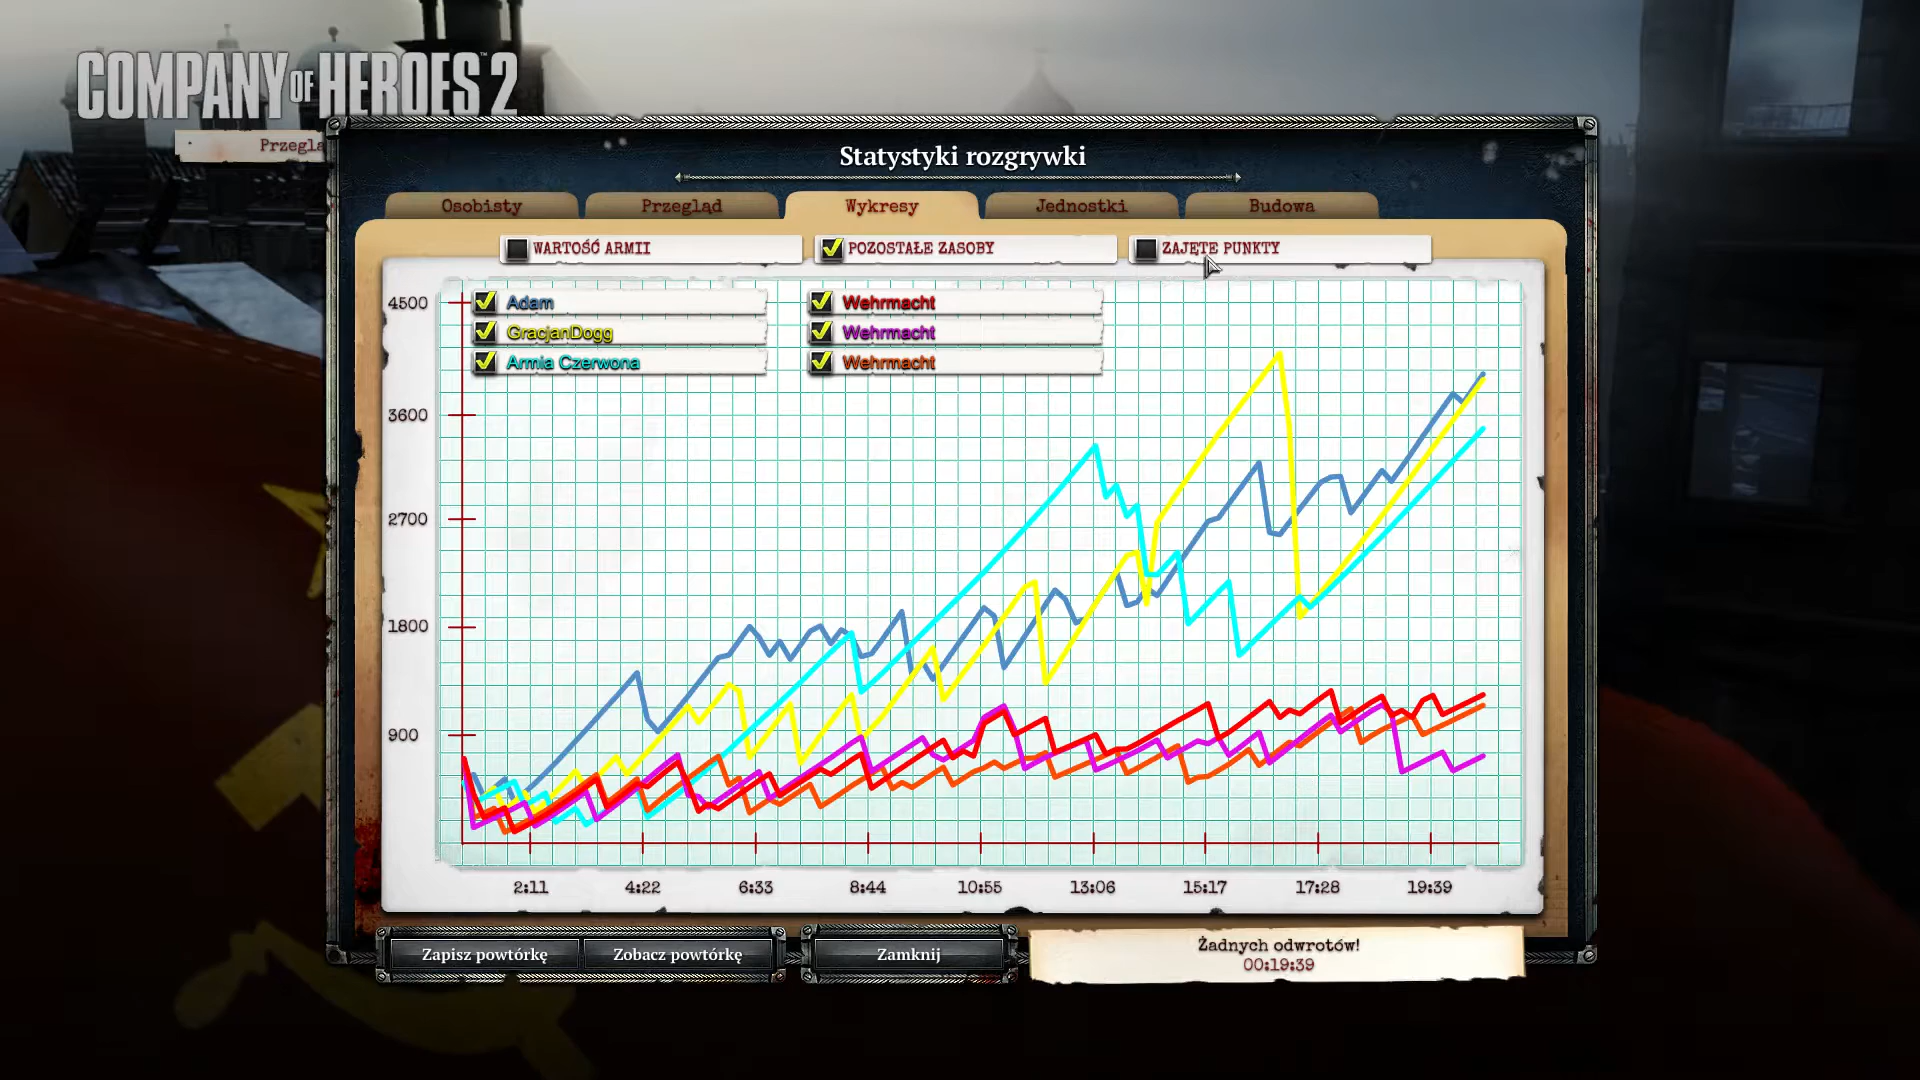 COMPANY OF HEROES™ 2
Przegla
Statystyki rozgrywki
Osobisty
Przegląd
Wykresy
Jednostki
Budowa
WARTOŚĆ ARMII
POZOSTAŁE ZASOBY
ZAJĘTE PUNKTY
Adam
Wehrmacht
GracjanDogg
Wehrmacht
Armia Czerwona
Wehrmacht
4500
3600
2700
1800
900
2:11
4:22
6:33
8:44
10:55
13:06
15:17
17:28
19:39
Zapisz powtórkę
Zobacz powtórkę
Zamknij
Żadnych odwrotów!
00:19:39